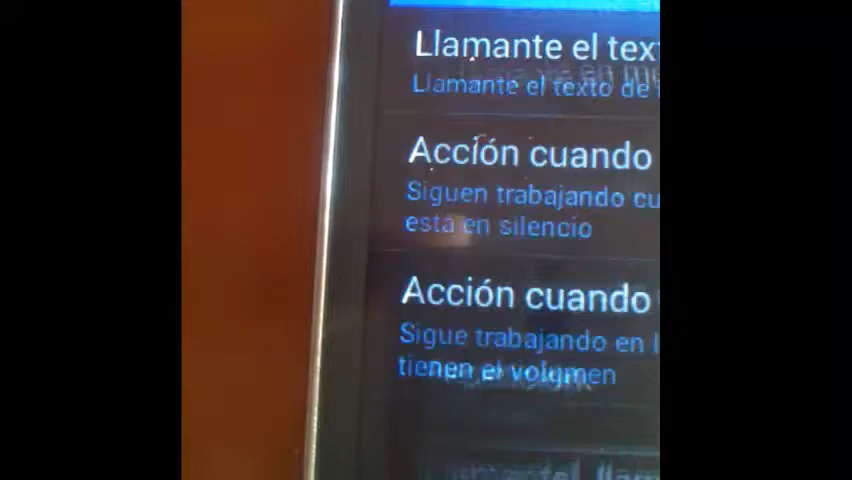 Llamante el tex
Llamante el texto de
Acción cuando
Siguen trabajando cu
está en silencio
Acción cuando
Sigue trabajando en l
tienen el volumen